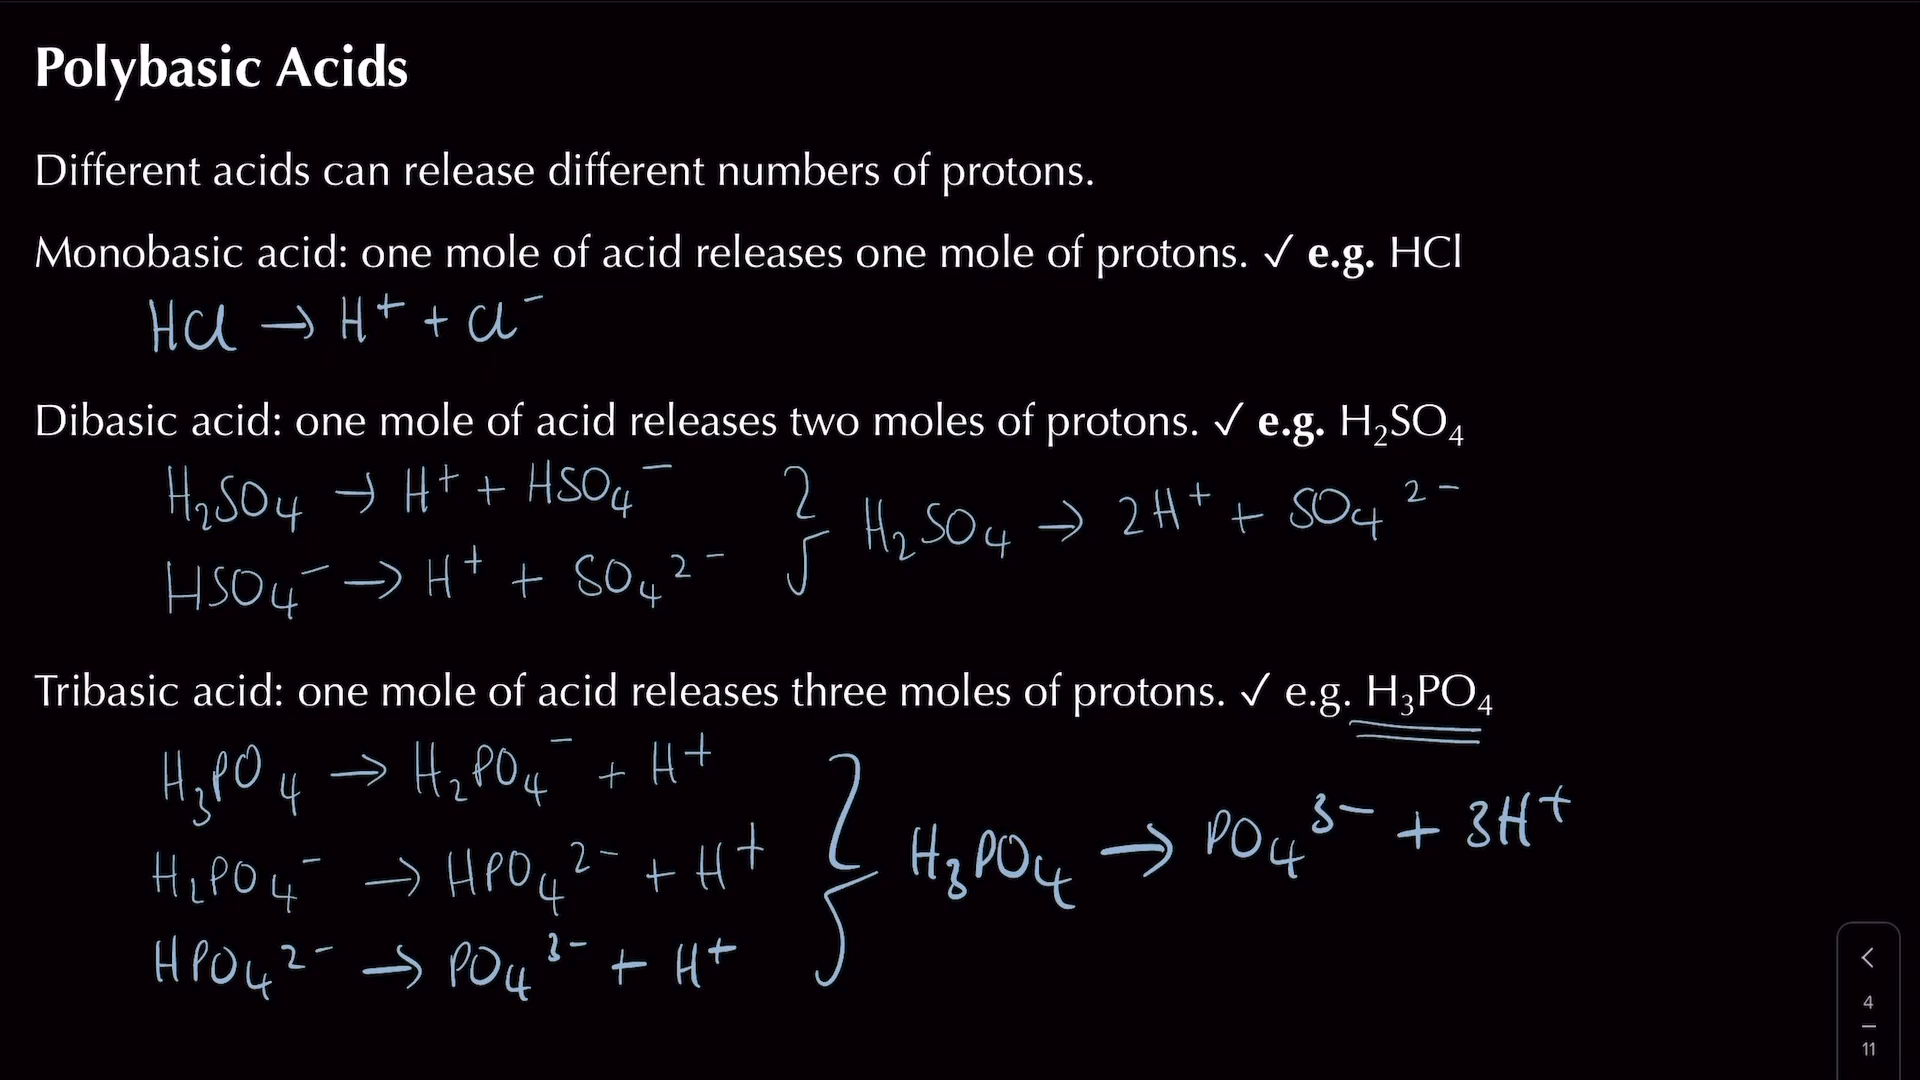 Polybasic Acids
Different acids can release different numbers of protons.
Monobasic acid: one mole of acid releases one mole of protons. ✓ e.g. HCl
HCl → H⁺ + Cl⁻
Dibasic acid: one mole of acid releases two moles of protons. ✓ e.g. H₂SO₄
H₂SO₄ → H⁺ + HSO₄⁻
HSO₄⁻ → H⁺ + SO₄²⁻
} H₂SO₄ → 2H⁺ + SO₄²⁻
Tribasic acid: one mole of acid releases three moles of protons. ✓ e.g. H₃PO₄
H₃PO₄ → H₂PO₄⁻ + H⁺
H₂PO₄⁻ → HPO₄²⁻ + H⁺
HPO₄²⁻ → PO₄³⁻ + H⁺
} H₃PO₄ → PO₄³⁻ + 3H⁺
<
4
11